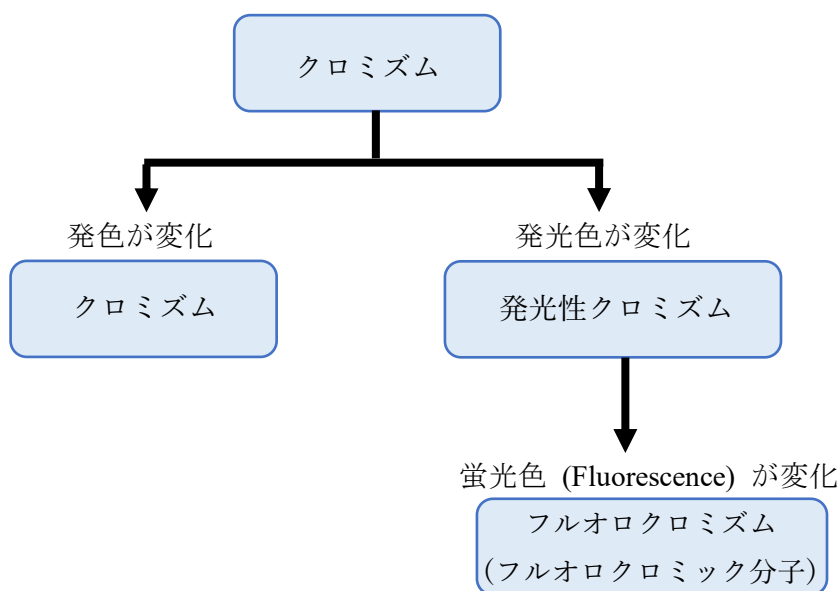 クロミズム
発色が変化
発光色が変化
クロミズム
発光性クロミズム
蛍光色 (Fluorescence) が変化
フルオロクロミズム
(フルオロクロミック分子)